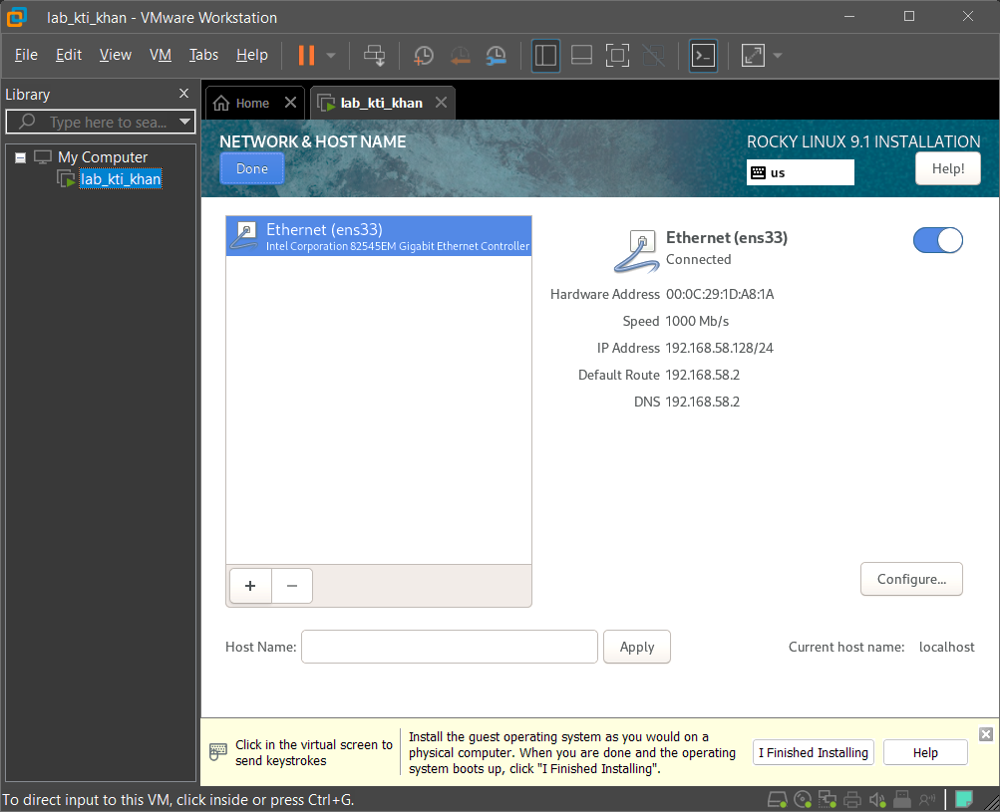 lab_kti_khan - VMware Workstation
File Edit View VM Tabs Help
Library
Type here to sea...
My Computer
lab_kti_khan
Home
lab_kti_khan
NETWORK & HOST NAME
Done
ROCKY LINUX 9.1 INSTALLATION
us
Help!
Ethernet (ens33)
Intel Corporation 82545EM Gigabit Ethernet Controller
Ethernet (ens33)
Connected
Hardware Address 00:0C:29:1D:A8:1A
Speed 1000 Mb/s
IP Address 192.168.58.128/24
Default Route 192.168.58.2
DNS 192.168.58.2
+ −
Configure...
Host Name: Apply Current host name: localhost
Click in the virtual screen to
send keystrokes
Install the guest operating system as you would on a
physical computer. When you are done and the operating
system boots up, click "I Finished Installing".
I Finished Installing
Help
To direct input to this VM, click inside or press Ctrl+G.